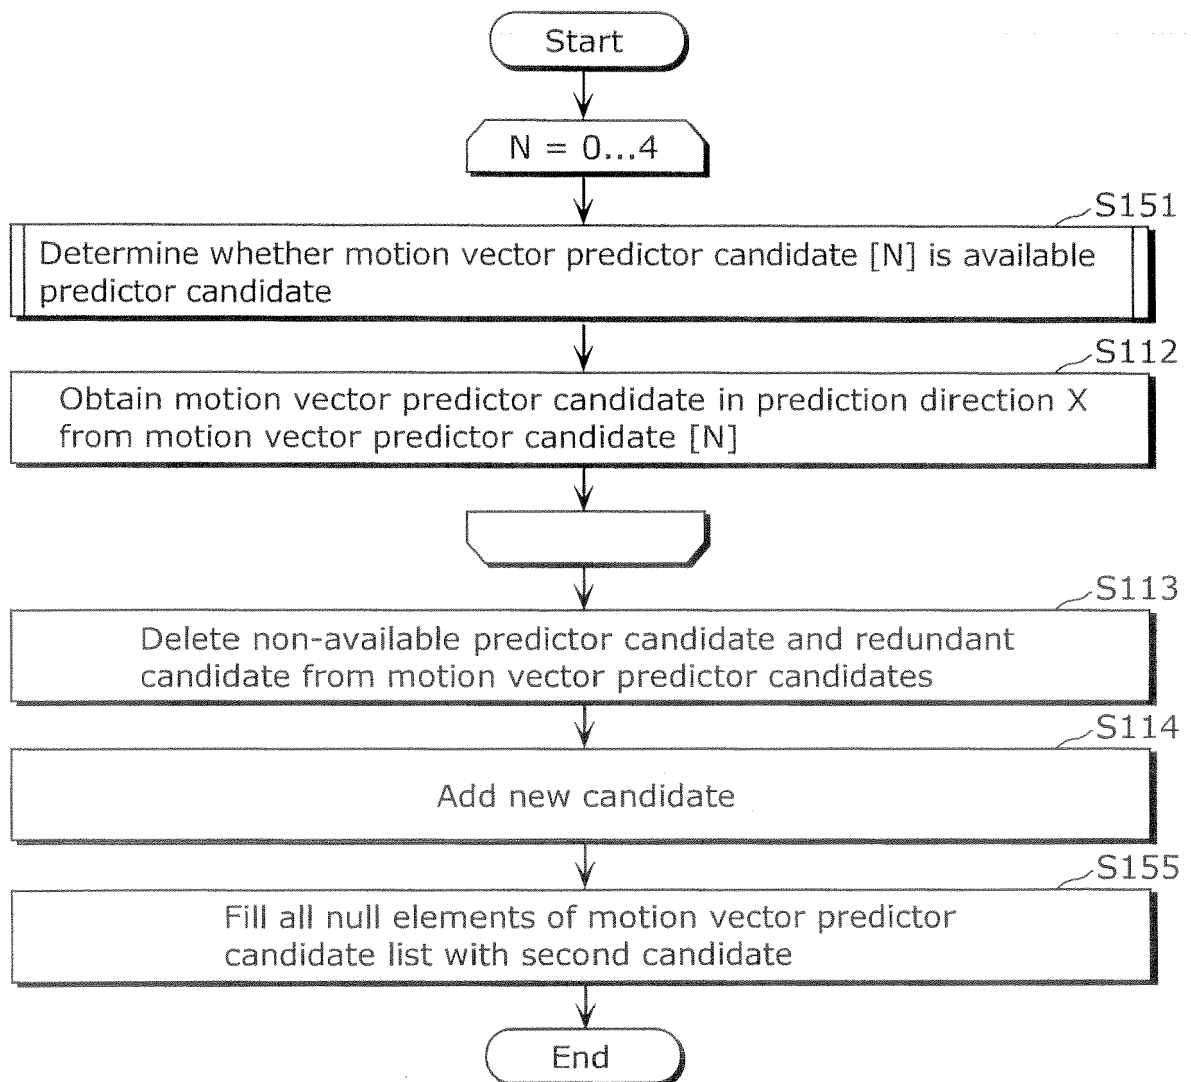 Start
N = 0...4
S151
Determine whether motion vector predictor candidate [N] is available
predictor candidate
S112
Obtain motion vector predictor candidate in prediction direction X
from motion vector predictor candidate [N]
S113
Delete non-available predictor candidate and redundant
candidate from motion vector predictor candidates
S114
Add new candidate
S155
Fill all null elements of motion vector predictor
candidate list with second candidate
End